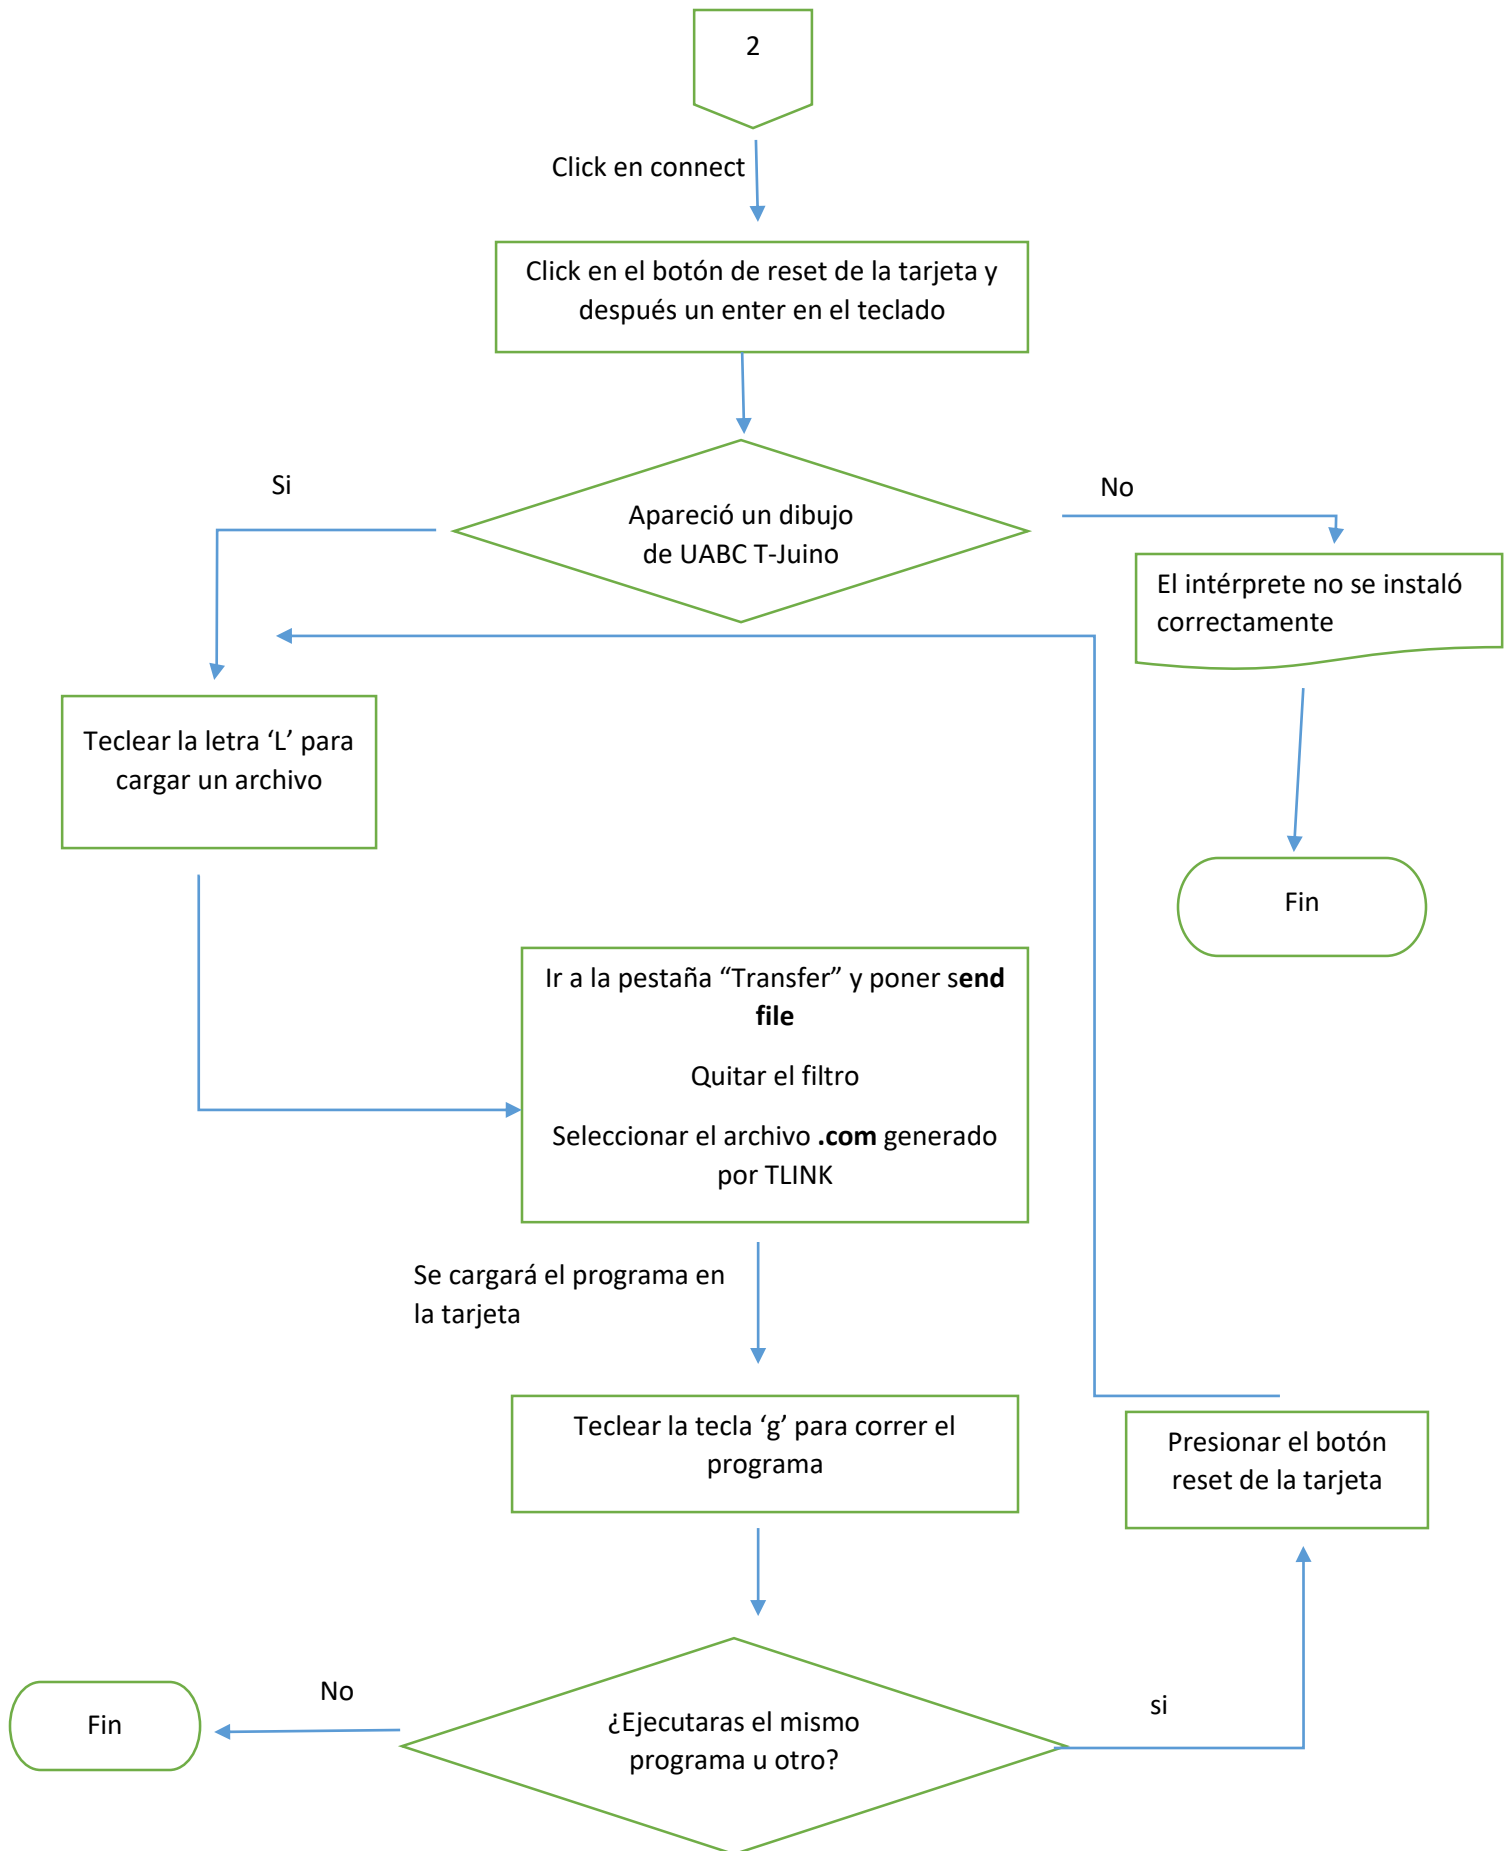 2
Click en connect
Click en el botón de reset de la tarjeta y
después un enter en el teclado
Si
No
Apareció un dibujo
de UABC T-Juino
El intérprete no se instaló
correctamente
Teclear la letra ‘L’ para
cargar un archivo
Fin
Ir a la pestaña “Transfer” y poner send
file
Quitar el filtro
Seleccionar el archivo .com generado
por TLINK
Se cargará el programa en
la tarjeta
Teclear la tecla ‘g’ para correr el
programa
Presionar el botón
reset de la tarjeta
No
si
Fin
¿Ejecutaras el mismo
programa u otro?